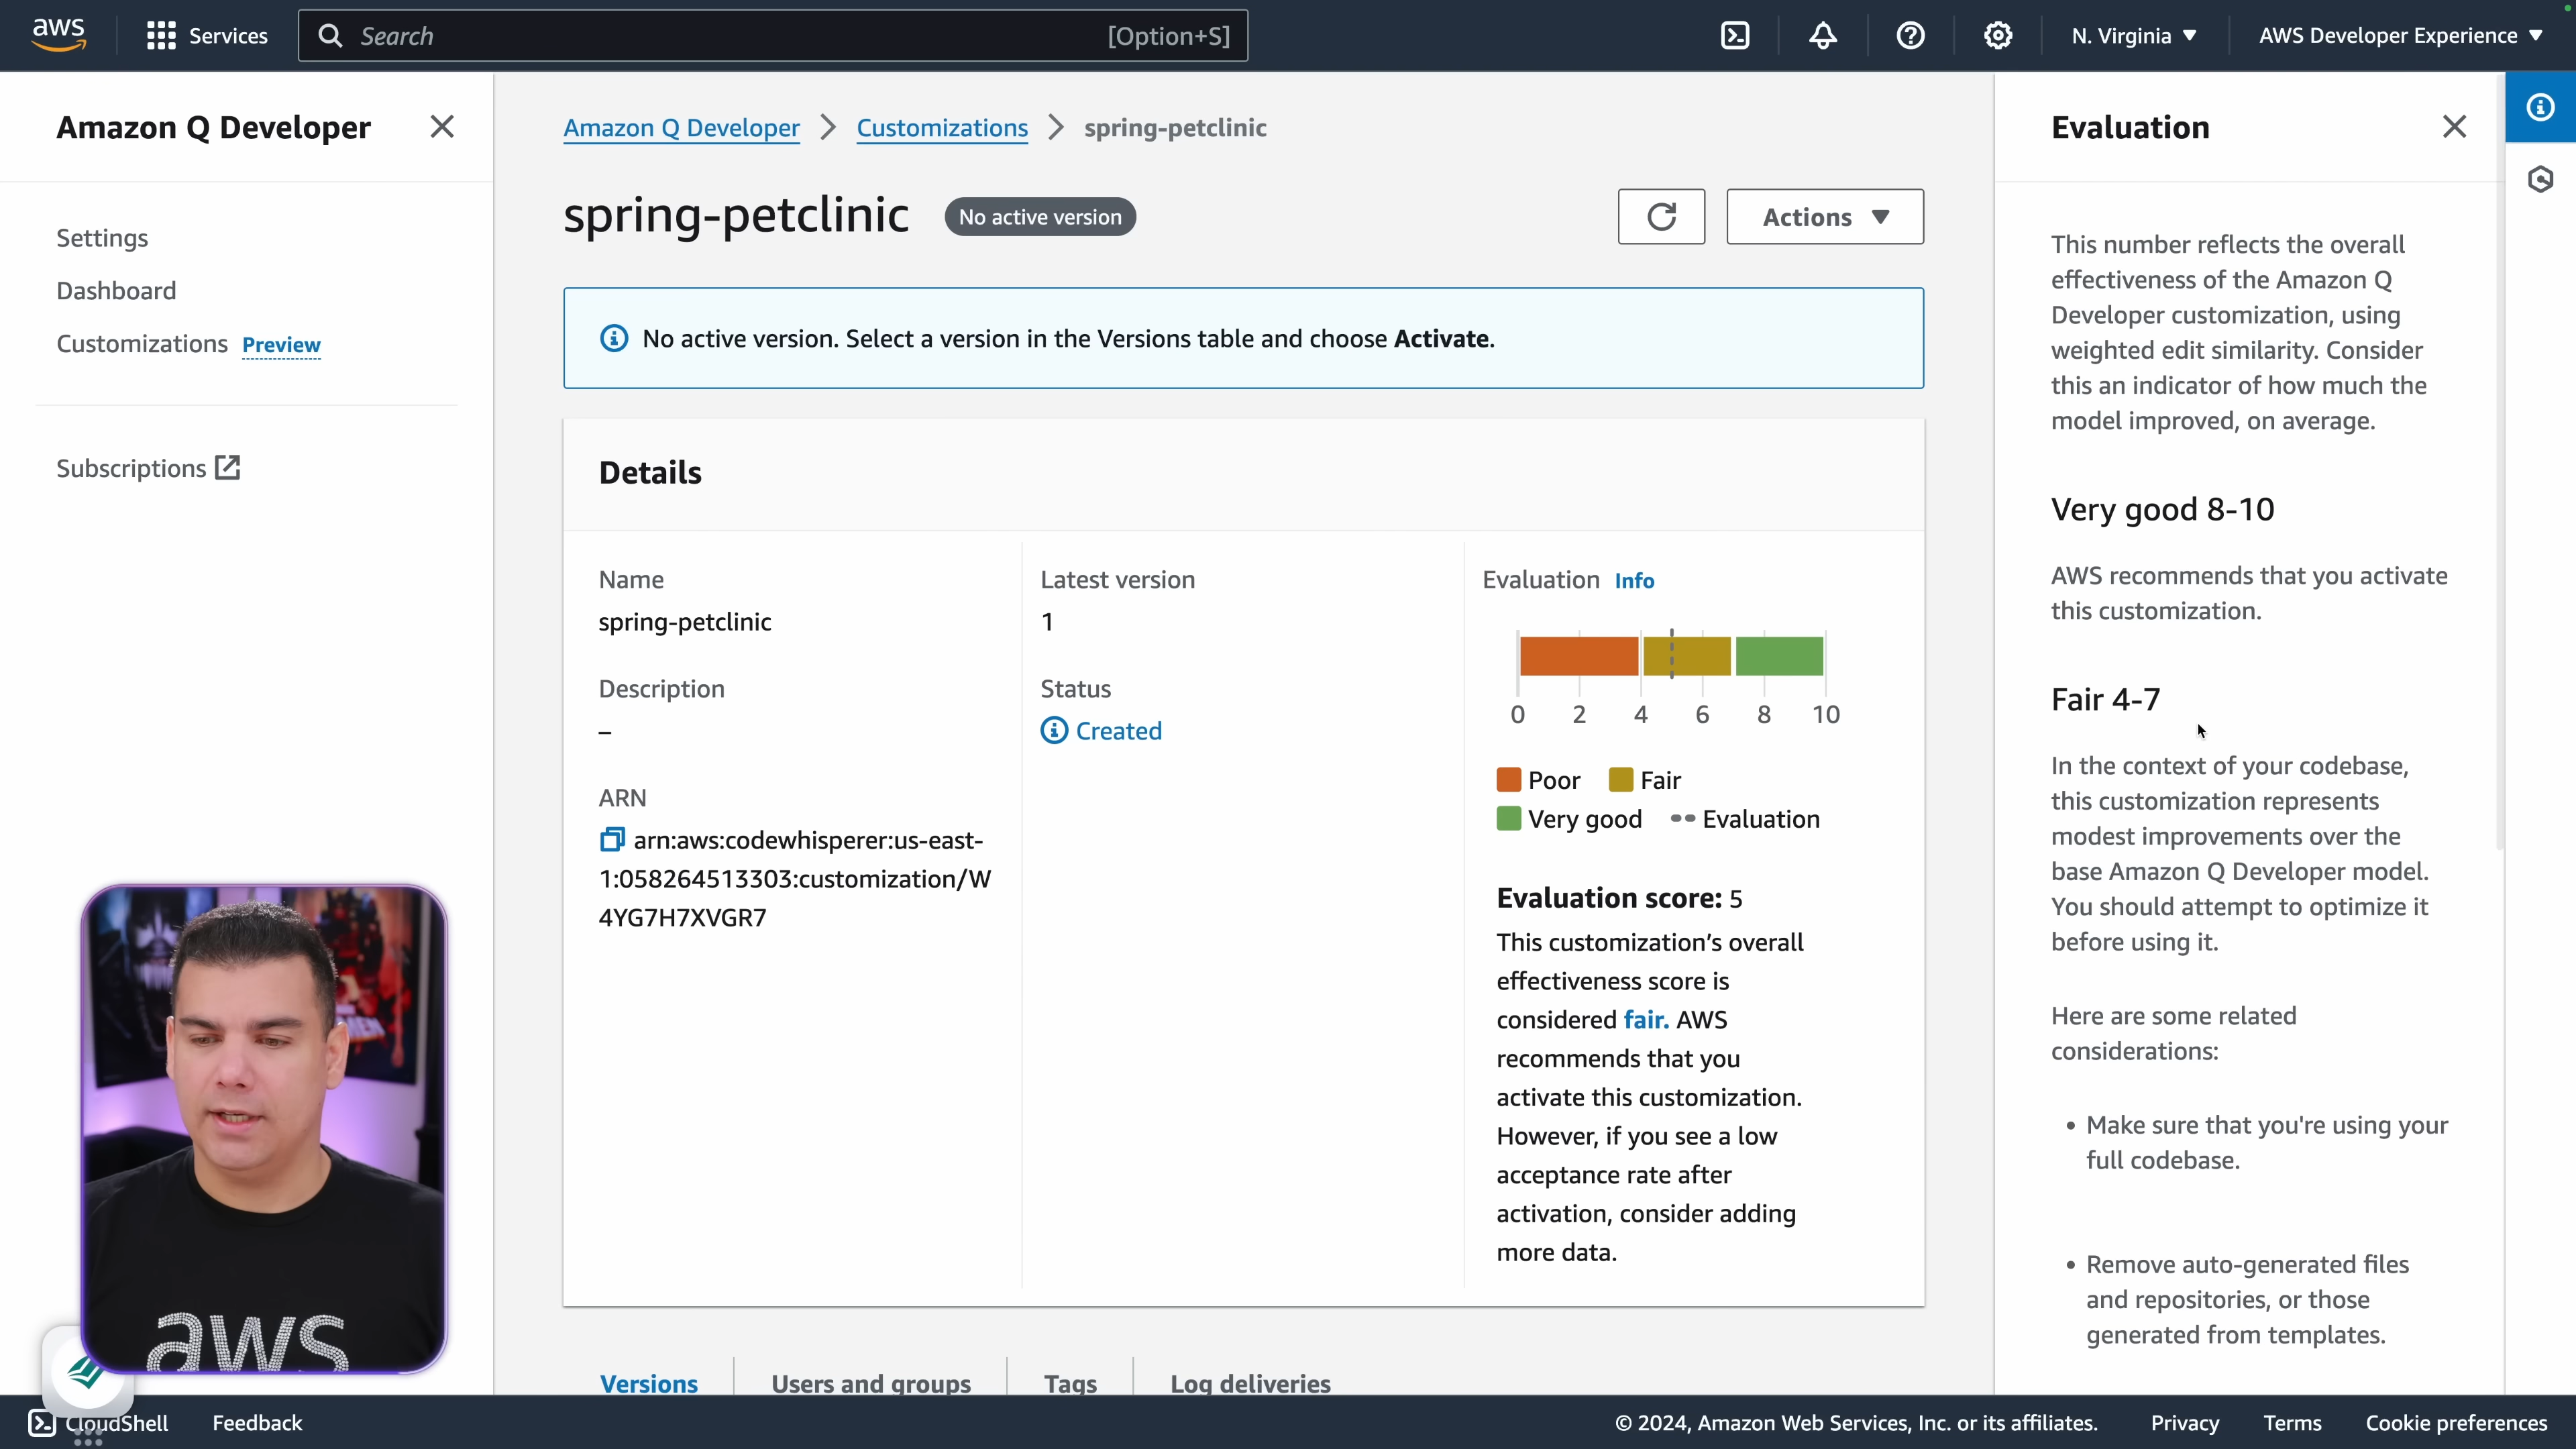 aws
Services
Search
[Option+S]
N. Virginia
AWS Developer Experience
Amazon Q Developer
Settings
Dashboard
Customizations Preview
Subscriptions
Amazon Q Developer
Customizations
spring-petclinic
spring-petclinic
No active version
Actions
No active version. Select a version in the Versions table and choose Activate.
Details
Name
spring-petclinic
Description
–
ARN
arn:aws:codewhisperer:us-east-
1:058264513303:customization/W
4YG7H7XVGR7
Latest version
1
Status
Created
Evaluation Info
0 2 4 6 8 10
Poor Fair
Very good Evaluation
Evaluation score: 5
This customization’s overall
effectiveness score is
considered fair. AWS
recommends that you
activate this customization.
However, if you see a low
acceptance rate after
activation, consider adding
more data.
Versions
Users and groups
Tags
Log deliveries
Evaluation
This number reflects the overall
effectiveness of the Amazon Q
Developer customization, using
weighted edit similarity. Consider
this an indicator of how much the
model improved, on average.
Very good 8-10
AWS recommends that you activate
this customization.
Fair 4-7
In the context of your codebase,
this customization represents
modest improvements over the
base Amazon Q Developer model.
You should attempt to optimize it
before using it.
Here are some related
considerations:
• Make sure that you're using your
full codebase.
• Remove auto-generated files
and repositories, or those
generated from templates.
aws
CloudShell
Feedback
© 2024, Amazon Web Services, Inc. or its affiliates.
Privacy
Terms
Cookie preferences